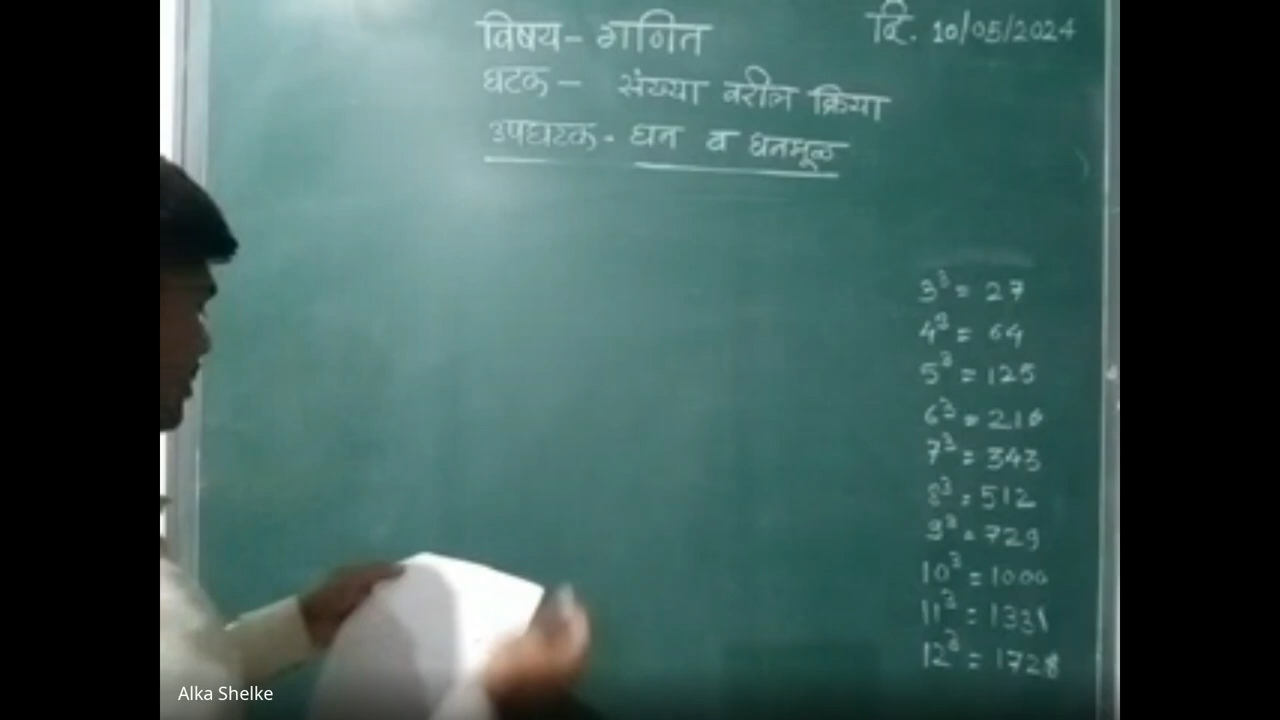 विषय- गणित
दि. 10/05/2024
घटक - संख्या वरील क्रिया
उपघटक - घन व घनमूळ
3³ = 27
4³ = 64
5³ = 125
6³ = 216
7³ = 343
8³ = 512
9³ = 729
10³ = 1000
11³ = 1331
12³ = 1728
Alka Shelke